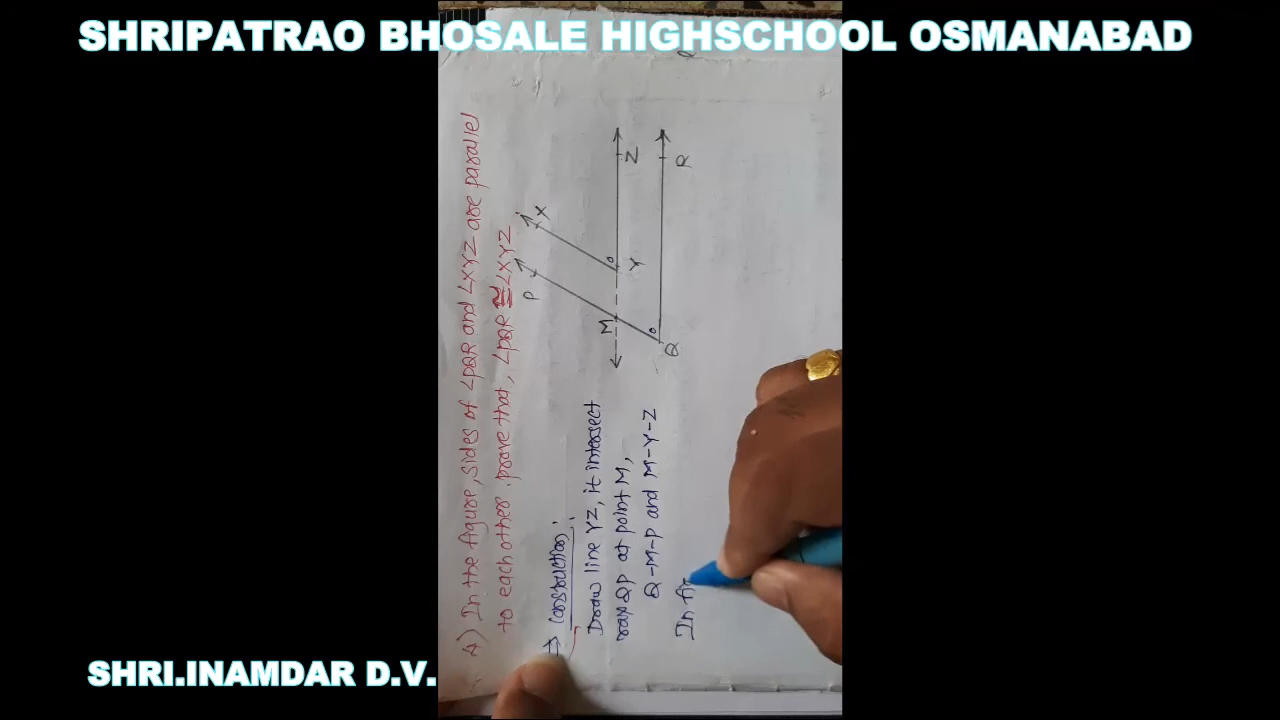 SHRIPATRAO BHOSALE HIGHSCHOOL OSMANABAD
4) In the figure, sides of ∠PQR and ∠XYZ are parallel
to each other. prove that, ∠PQR ≅ ∠XYZ
P
X
M
Y
Z
Q
R
⇒ construction:
Draw line YZ, it intersect
ray QP at point M,
Q-M-P and M-Y-Z
In fi
SHRI.INAMDAR D.V.